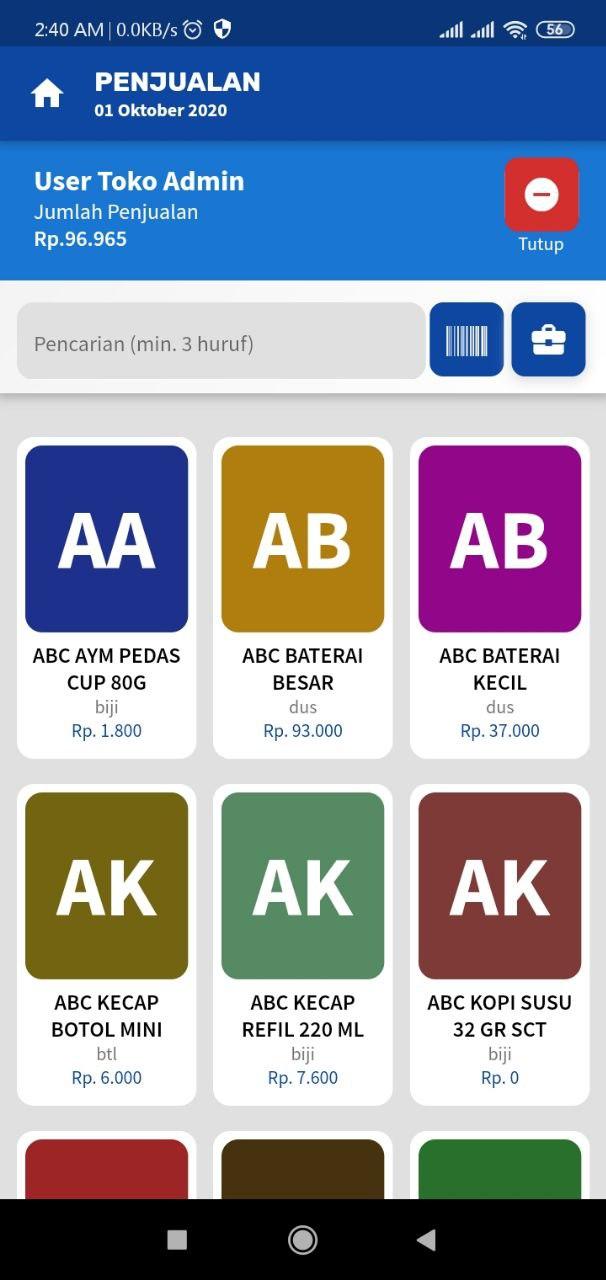 2:40 AM | 0.0KB/s 56
PENJUALAN
01 Oktober 2020
User Toko Admin
Jumlah Penjualan
Rp.96.965
Tutup
Pencarian (min. 3 huruf)
AA AB AB
ABC AYM PEDAS
CUP 80G
biji
Rp. 1.800
ABC BATERAI
BESAR
dus
Rp. 93.000
ABC BATERAI
KECIL
dus
Rp. 37.000
AK AK AK
ABC KECAP
BOTOL MINI
btl
Rp. 6.000
ABC KECAP
REFIL 220 ML
biji
Rp. 7.600
ABC KOPI SUSU
32 GR SCT
biji
Rp. 0